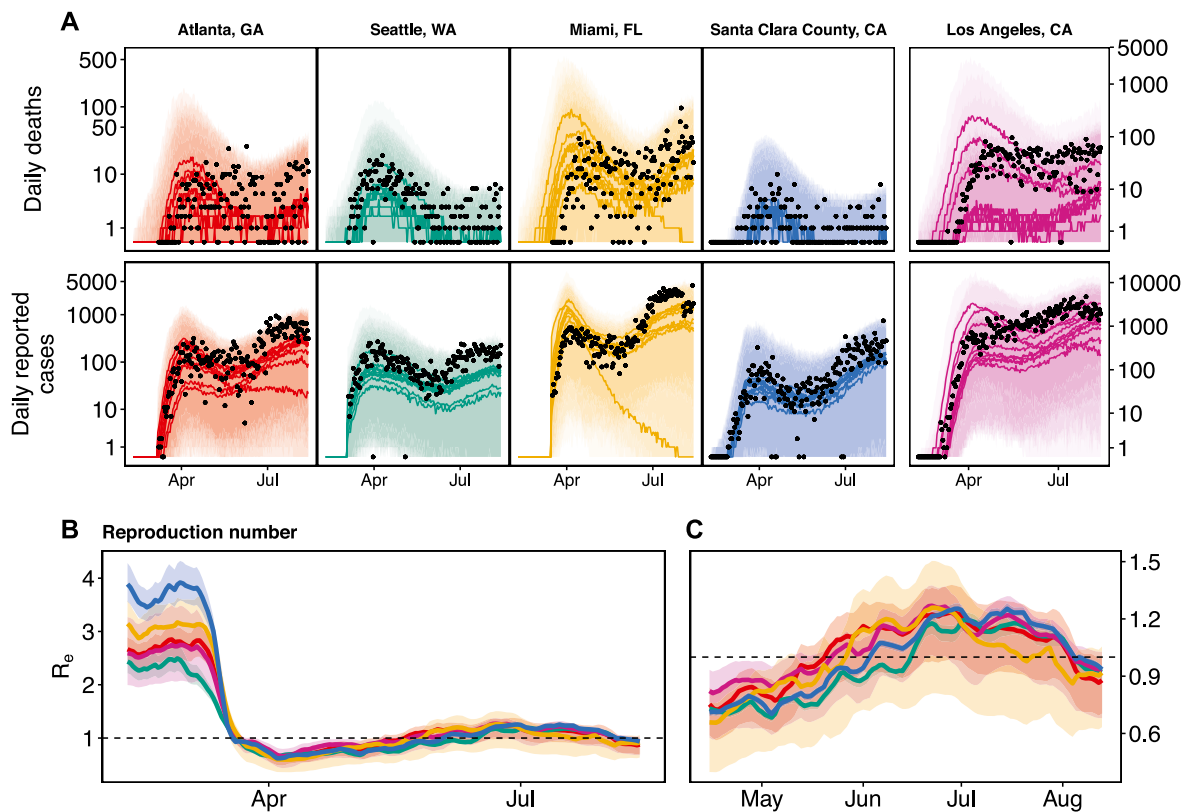 A
Atlanta, GA
Seattle, WA
Miami, FL
Santa Clara County, CA
Los Angeles, CA
Daily deaths
500
100
50
10
1
5000
1000
100
10
1
Daily reported
cases
5000
1000
100
10
1
10000
1000
100
10
1
Apr
Jul
Apr
Jul
Apr
Jul
Apr
Jul
Apr
Jul
B
Reproduction number
Re
4
3
2
1
Apr
Jul
C
1.5
1.2
0.9
0.6
May
Jun
Jul
Aug